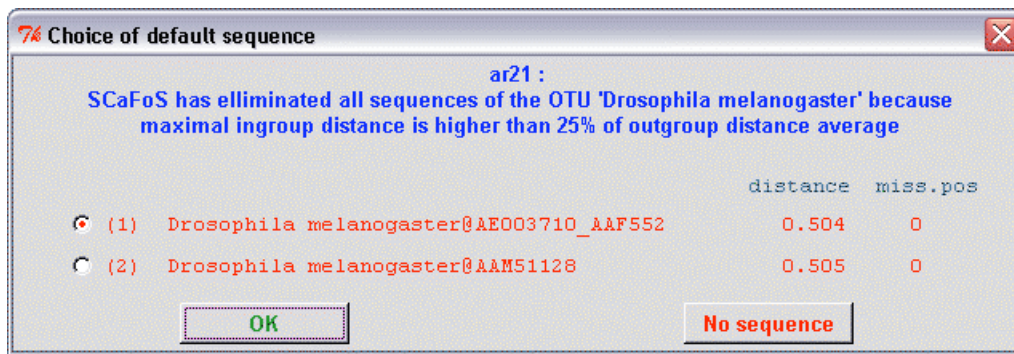 Choice of default sequence
ar21 :
SCaFoS has elliminated all sequences of the OTU 'Drosophila melanogaster' because
maximal ingroup distance is higher than 25% of outgroup distance average
distance miss.pos
(1) Drosophila melanogaster@AE003710_AAF552 0.504 0
(2) Drosophila melanogaster@AAM51128 0.505 0
OK No sequence